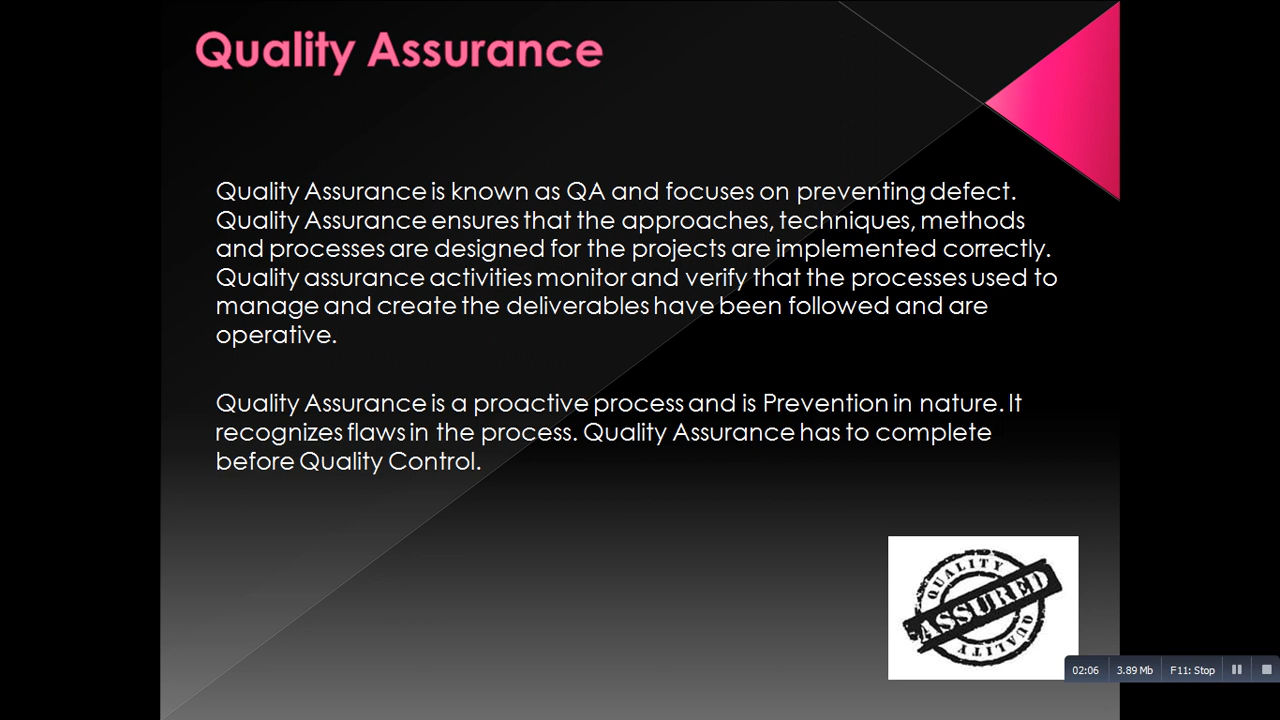 Quality Assurance
Quality Assurance is known as QA and focuses on preventing defect.
Quality Assurance ensures that the approaches, techniques, methods
and processes are designed for the projects are implemented correctly.
Quality assurance activities monitor and verify that the processes used to
manage and create the deliverables have been followed and are
operative.
Quality Assurance is a proactive process and is Prevention in nature. It
recognizes flaws in the process. Quality Assurance has to complete
before Quality Control.
QUALITY
ASSURED
QUALITY
02:06 3.89 Mb F11: Stop